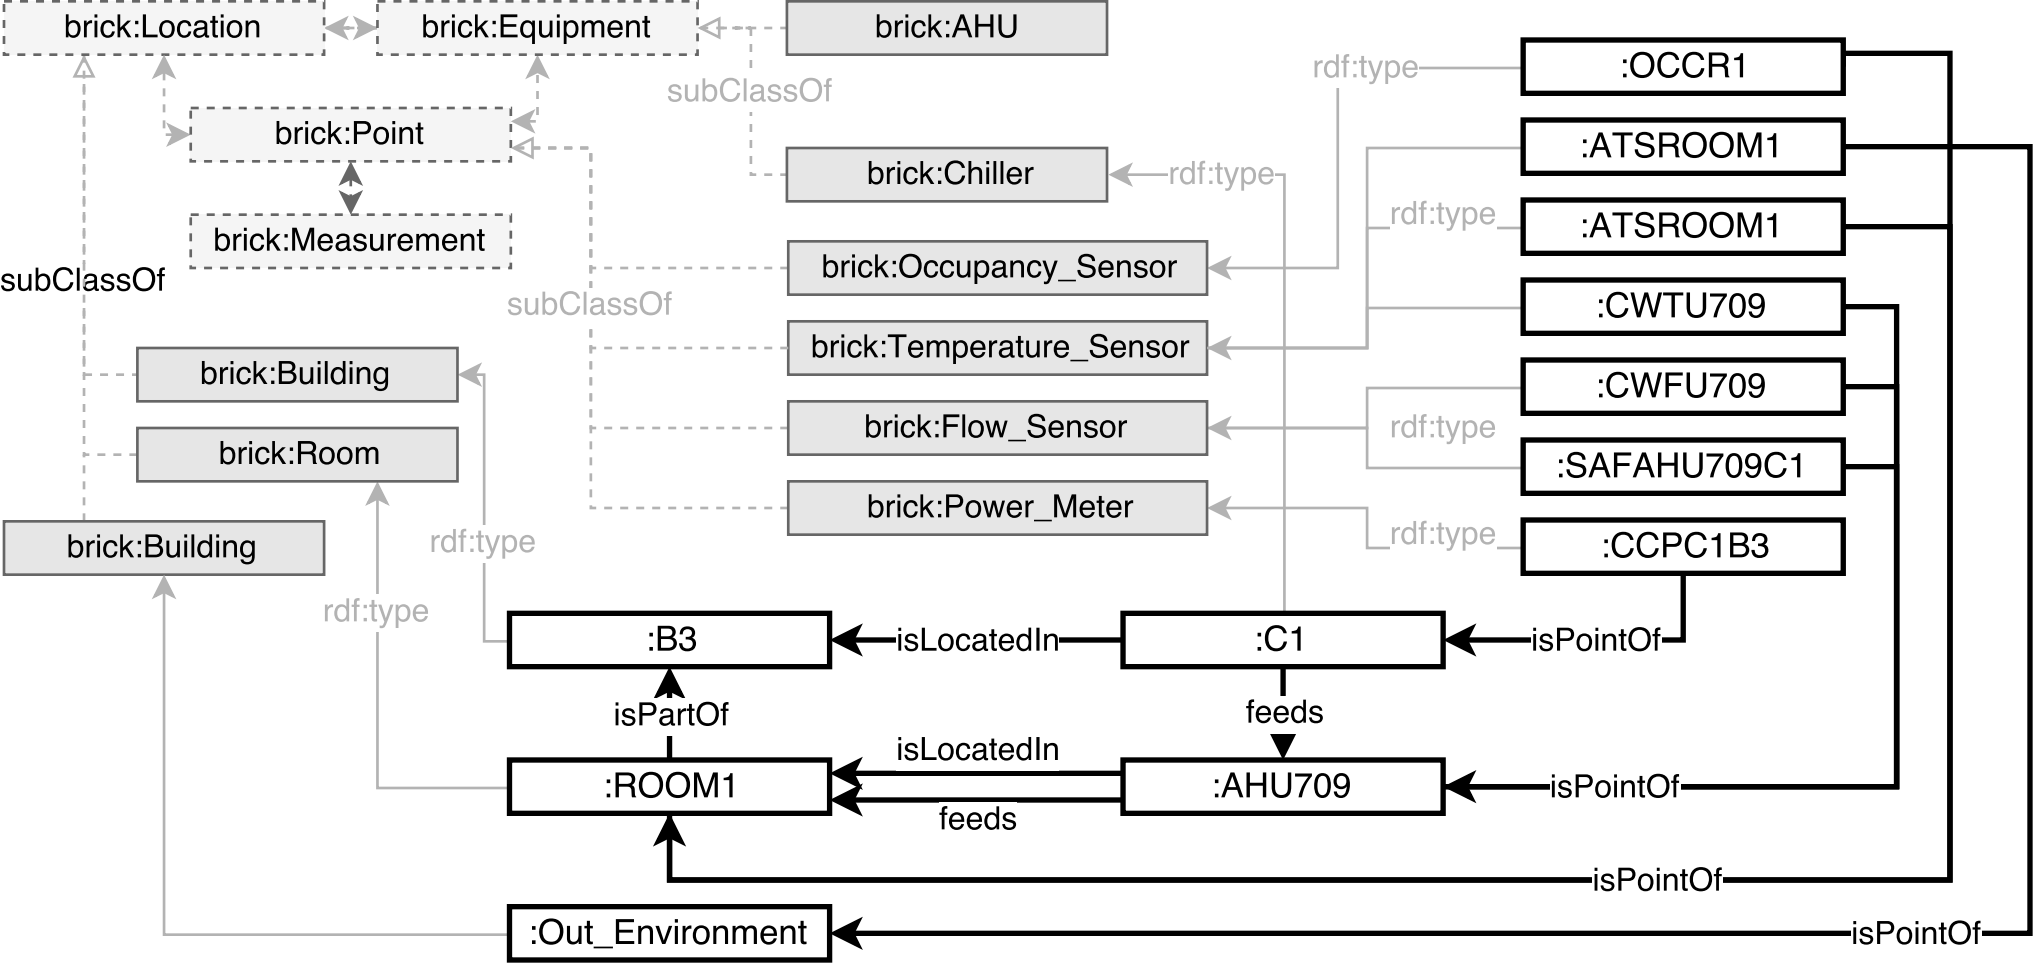 brick:Location
brick:Equipment
brick:AHU
:OCCR1
rdf:type
subClassOf
brick:Point
:ATSROOM1
brick:Chiller
rdf:type
:ATSROOM1
rdf:type
brick:Measurement
brick:Occupancy_Sensor
subClassOf
subClassOf
:CWTU709
brick:Temperature_Sensor
brick:Building
:CWFU709
brick:Flow_Sensor
rdf:type
brick:Room
:SAFAHU709C1
brick:Power_Meter
rdf:type
brick:Building
rdf:type
:CCPC1B3
rdf:type
:B3
isLocatedIn
:C1
isPointOf
isPartOf
feeds
isLocatedIn
:ROOM1
:AHU709
isPointOf
feeds
isPointOf
:Out_Environment
isPointOf